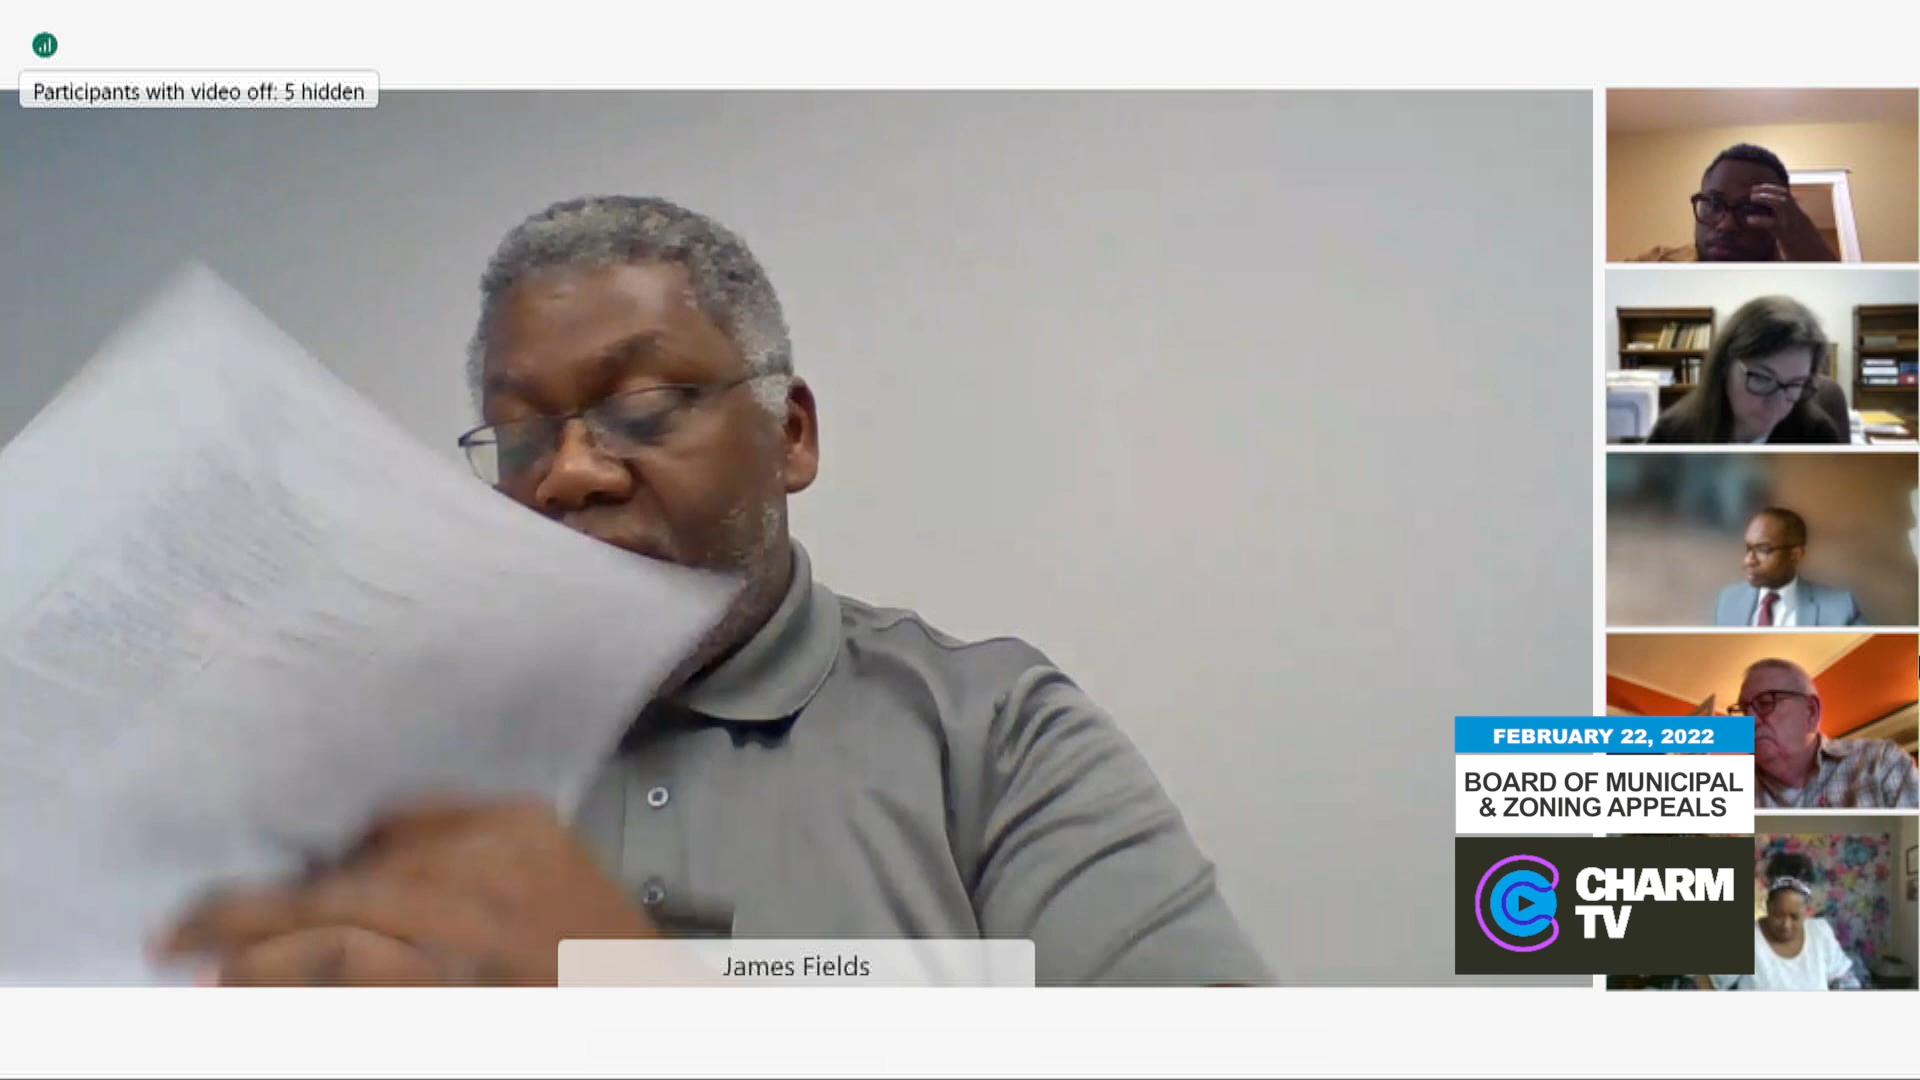 Participants with video off: 5 hidden
James Fields
FEBRUARY 22, 2022
BOARD OF MUNICIPAL
& ZONING APPEALS
CHARM
TV